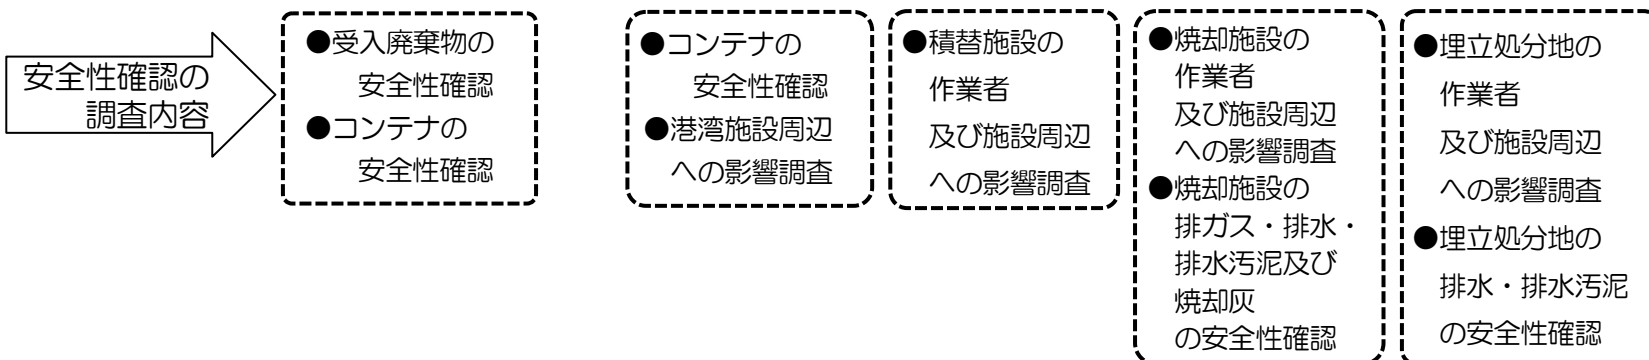 安全性確認の
調査内容
●受入廃棄物の
安全性確認
●コンテナの
安全性確認
●コンテナの
安全性確認
●港湾施設周辺
への影響調査
●積替施設の
作業者
及び施設周辺
への影響調査
●焼却施設の
作業者
及び施設周辺
への影響調査
●焼却施設の
排ガス・排水・
排水汚泥及び
焼却灰
の安全性確認
●埋立処分地の
作業者
及び施設周辺
への影響調査
●埋立処分地の
排水・排水汚泥
の安全性確認